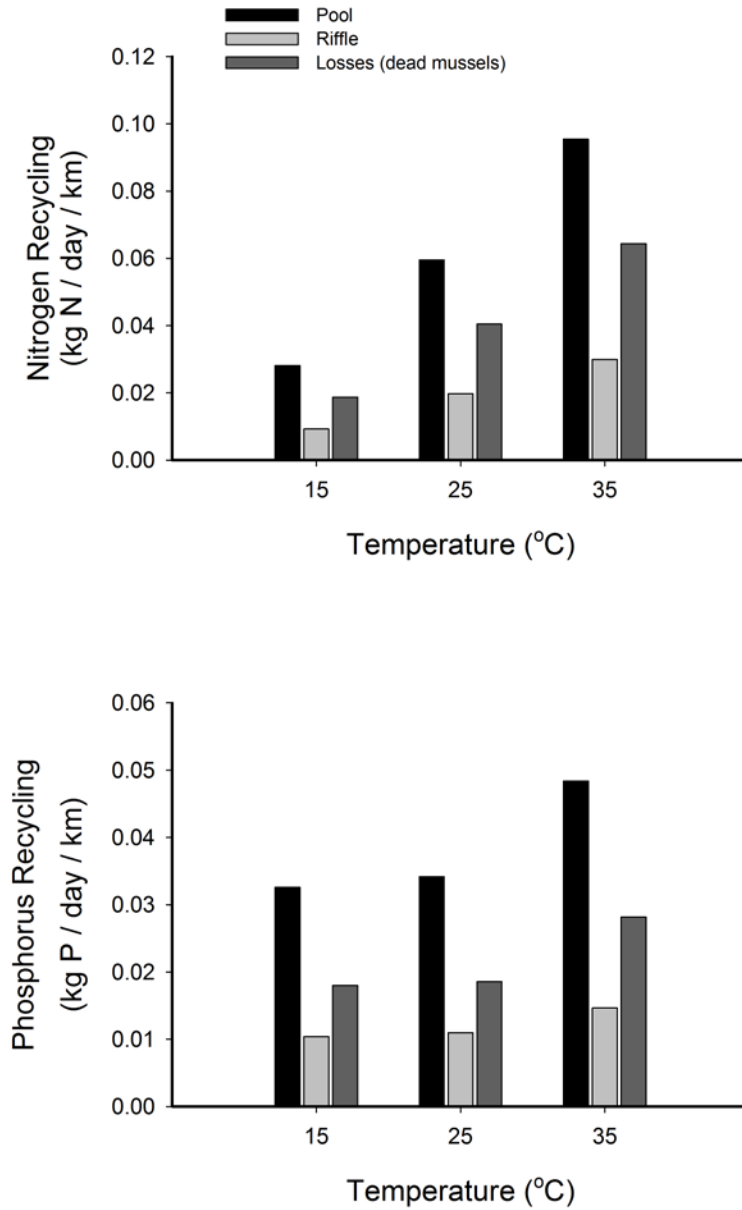 Pool
Riffle
Losses (dead mussels)
0.12
0.10
0.08
0.06
0.04
0.02
0.00
Nitrogen Recycling
(kg N / day / km)
15 25 35
Temperature (°C)
0.06
0.05
0.04
0.03
0.02
0.01
0.00
Phosphorus Recycling
(kg P / day / km)
15 25 35
Temperature (°C)